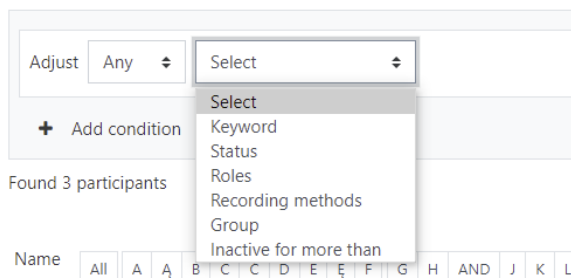 Adjust Any Select
Select
Keyword
+ Add condition
Status
Roles
Found 3 participants
Recording methods
Group
Inactive for more than
Name All A Ą B C Č D E Ę F G H AND J K L